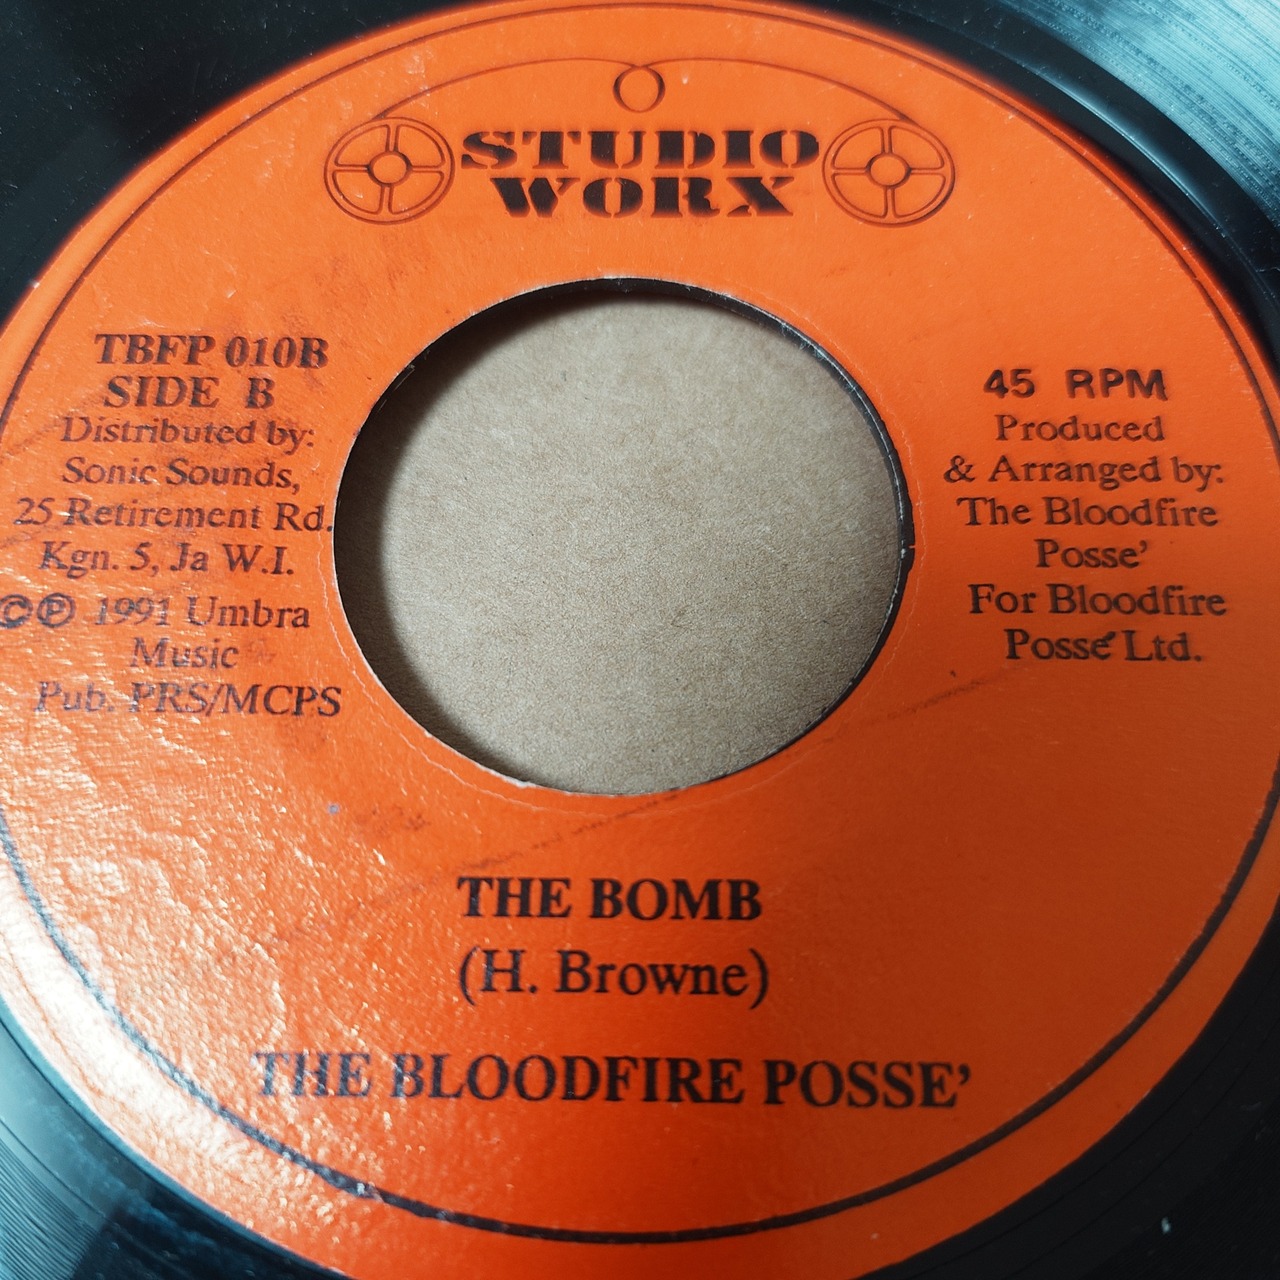 STUDIO
WORX
TBFP 010B
SIDE B
Distributed by:
Sonic Sounds,
25 Retirement Rd.
Kgn. 5, Ja W.I.
©℗ 1991 Umbra
Music
Pub. PRS/MCPS
45 RPM
Produced
& Arranged by:
The Bloodfire
Posse'
For Bloodfire
Posse' Ltd.
THE BOMB
(H. Browne)
THE BLOODFIRE POSSE'